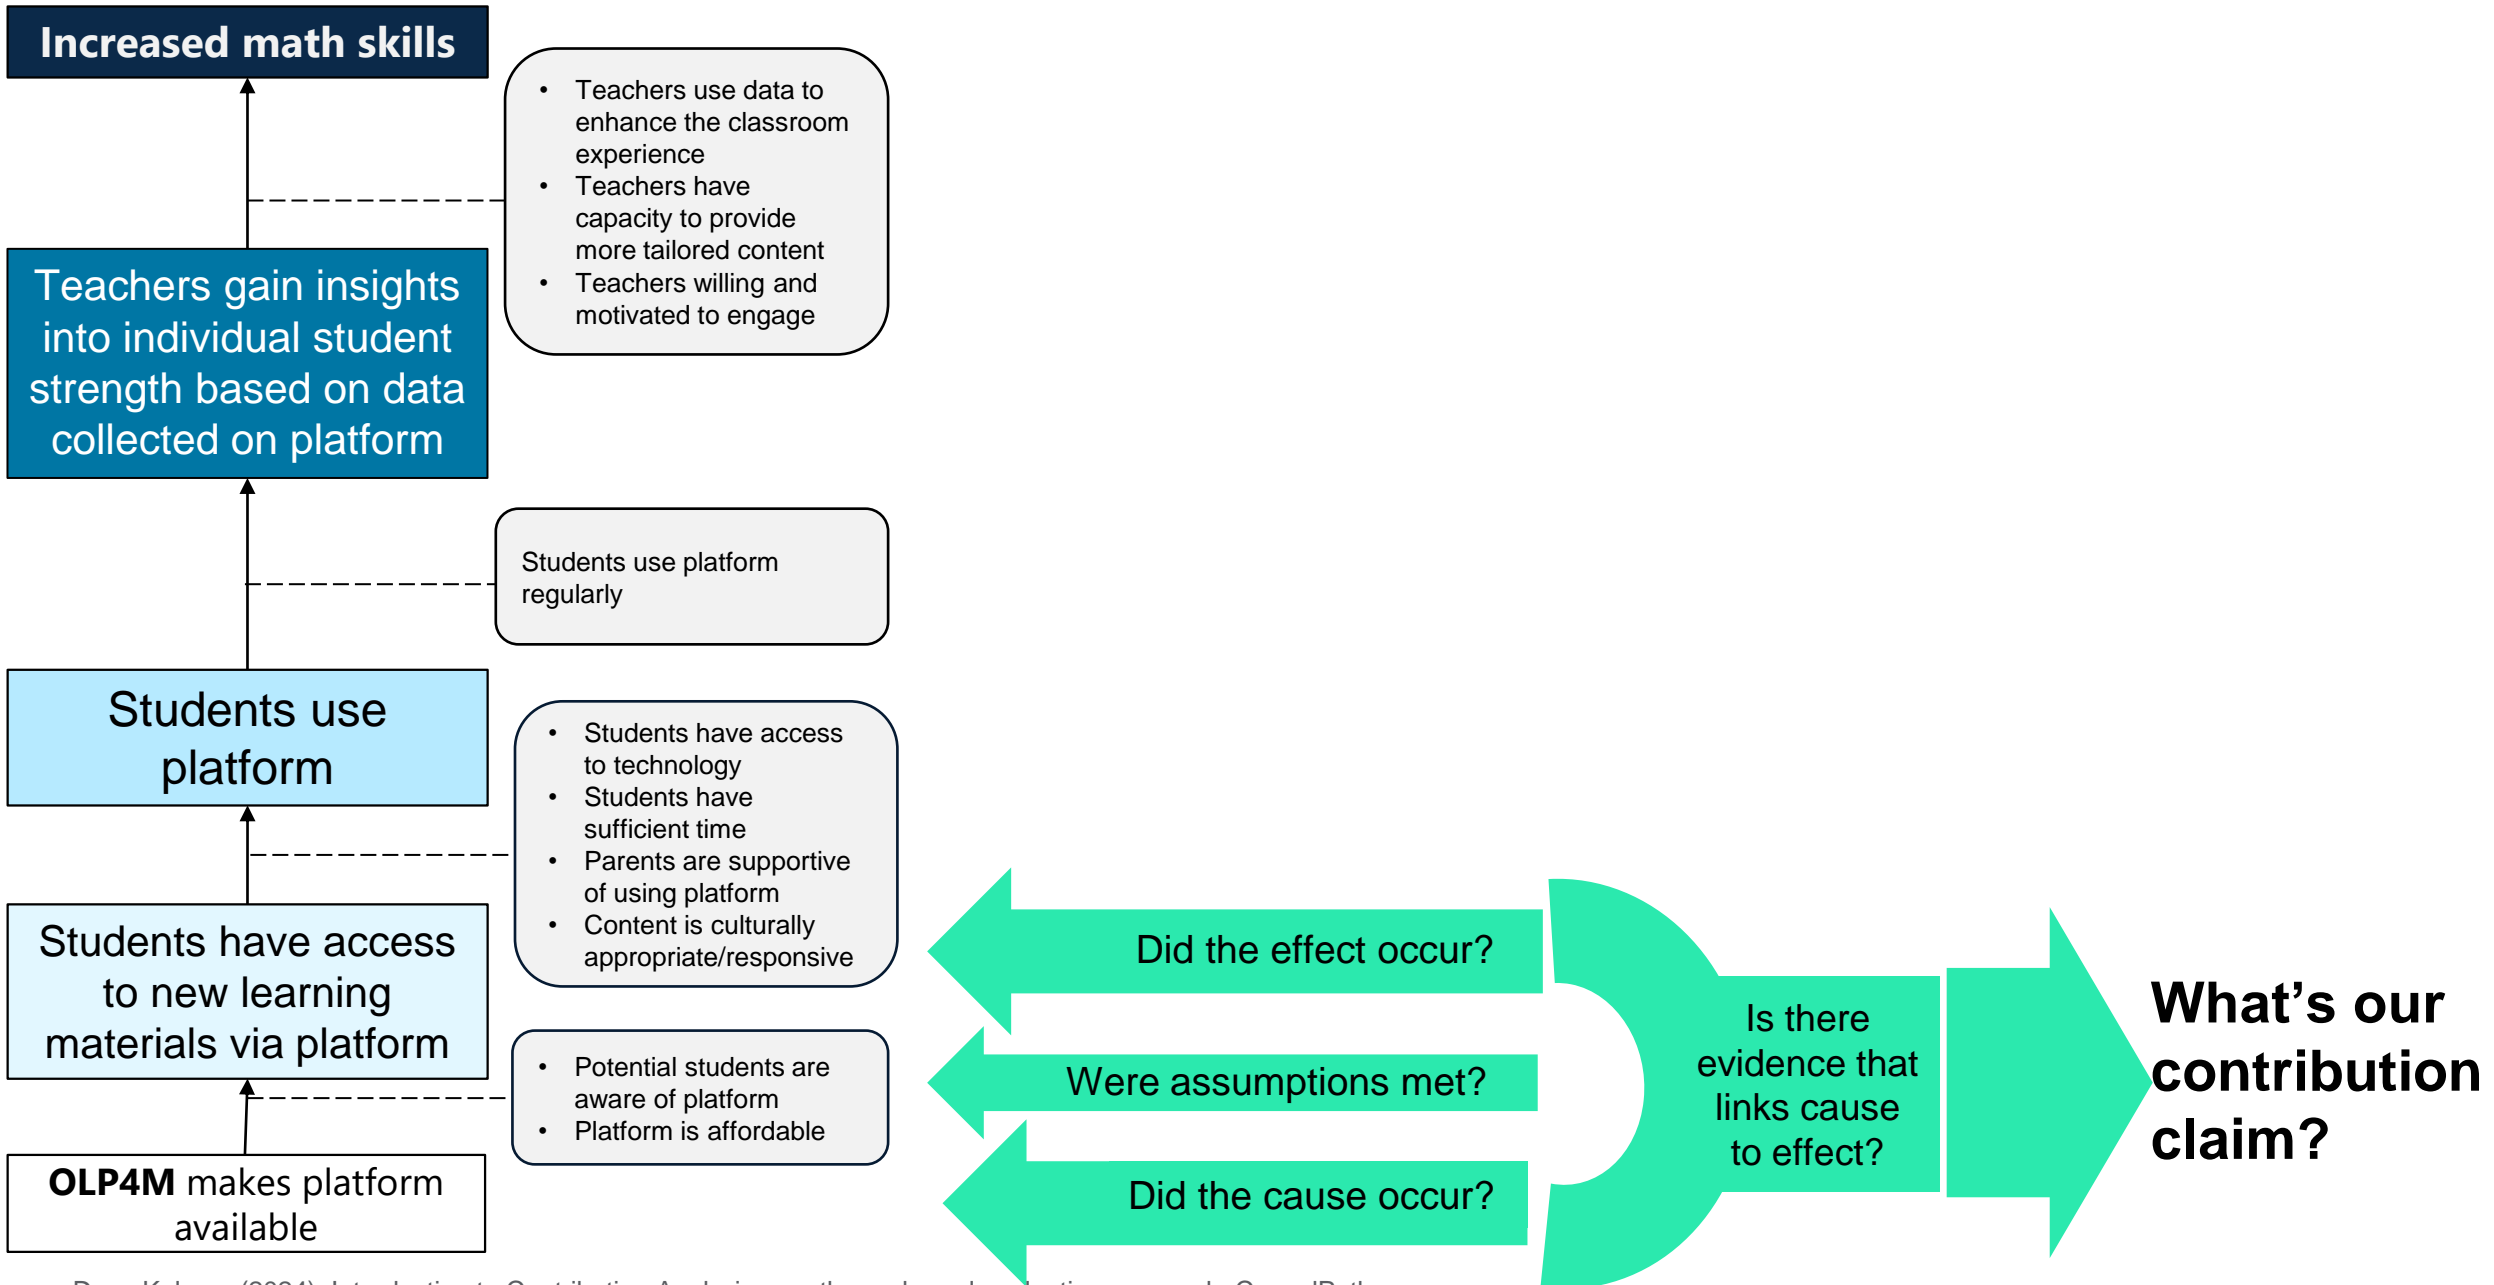 Increased math skills
• Teachers use data to
enhance the classroom
experience
• Teachers have
capacity to provide
more tailored content
• Teachers willing and
motivated to engage
Teachers gain insights
into individual student
strength based on data
collected on platform
Students use platform
regularly
Students use
platform
• Students have access
to technology
• Students have
sufficient time
• Parents are supportive
of using platform
• Content is culturally
appropriate/responsive
Students have access
to new learning
materials via platform
• Potential students are
aware of platform
• Platform is affordable
OLP4M makes platform
available
Did the effect occur?
Were assumptions met?
Did the cause occur?
Is there
evidence that
links cause
to effect?
What’s our
contribution
claim?
(2024) Introduction to Contribution Analysis